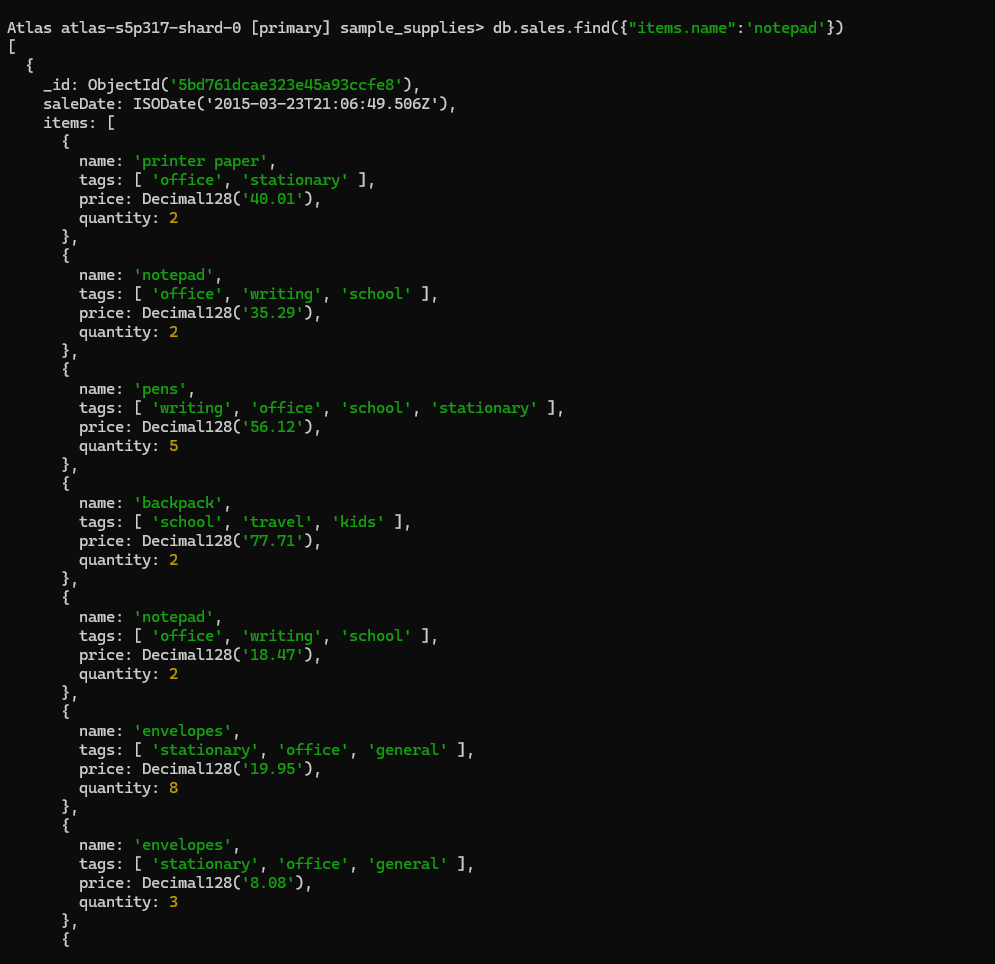 Atlas atlas-s5p317-shard-0 [primary] sample_supplies> db.sales.find({"items.name":'notepad'})
[
  {
    _id: ObjectId('5bd761dcae323e45a93ccfe8'),
    saleDate: ISODate('2015-03-23T21:06:49.506Z'),
    items: [
      {
        name: 'printer paper',
        tags: [ 'office', 'stationary' ],
        price: Decimal128('40.01'),
        quantity: 2
      },
      {
        name: 'notepad',
        tags: [ 'office', 'writing', 'school' ],
        price: Decimal128('35.29'),
        quantity: 2
      },
      {
        name: 'pens',
        tags: [ 'writing', 'office', 'school', 'stationary' ],
        price: Decimal128('56.12'),
        quantity: 5
      },
      {
        name: 'backpack',
        tags: [ 'school', 'travel', 'kids' ],
        price: Decimal128('77.71'),
        quantity: 2
      },
      {
        name: 'notepad',
        tags: [ 'office', 'writing', 'school' ],
        price: Decimal128('18.47'),
        quantity: 2
      },
      {
        name: 'envelopes',
        tags: [ 'stationary', 'office', 'general' ],
        price: Decimal128('19.95'),
        quantity: 8
      },
      {
        name: 'envelopes',
        tags: [ 'stationary', 'office', 'general' ],
        price: Decimal128('8.08'),
        quantity: 3
      },
      {